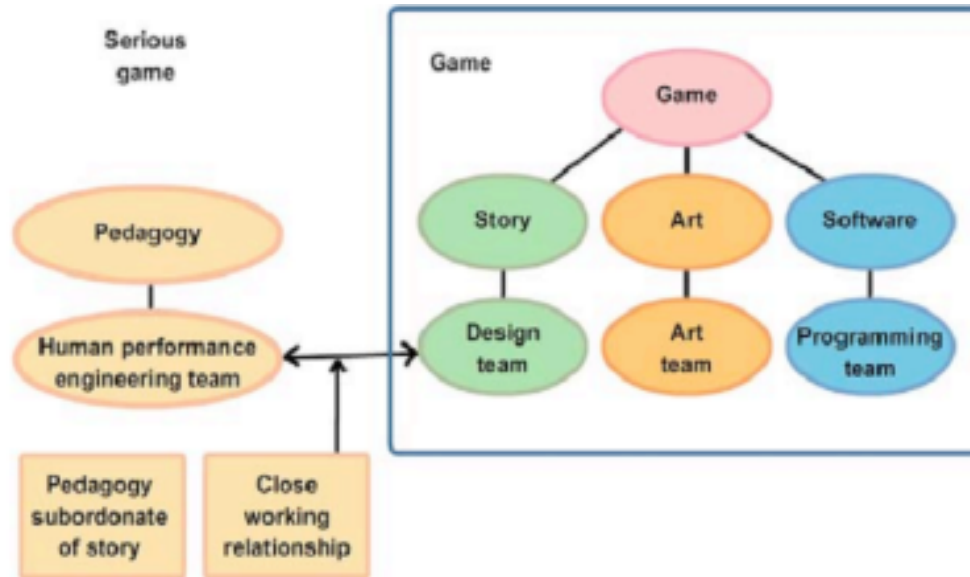 Serious
game
Game
Game
Story
Art
Software
Pedagogy
Human performance
engineering team
Design
team
Art
team
Programming
team
Pedagogy
subordonate
of story
Close
working
relationship